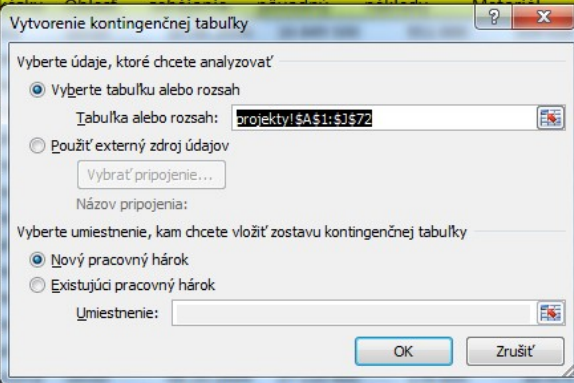 Vytvorenie kontingenčnej tabuľky
Vyberte údaje, ktoré chcete analyzovať
Vyberte tabuľku alebo rozsah
Tabuľka alebo rozsah: projekty!$A$1:$J$72
Použiť externý zdroj údajov
Vybrať pripojenie...
Názov pripojenia:
Vyberte umiestnenie, kam chcete vložiť zostavu kontingenčnej tabuľky
Nový pracovný hárok
Existujúci pracovný hárok
Umiestnenie:
OK Zrušiť